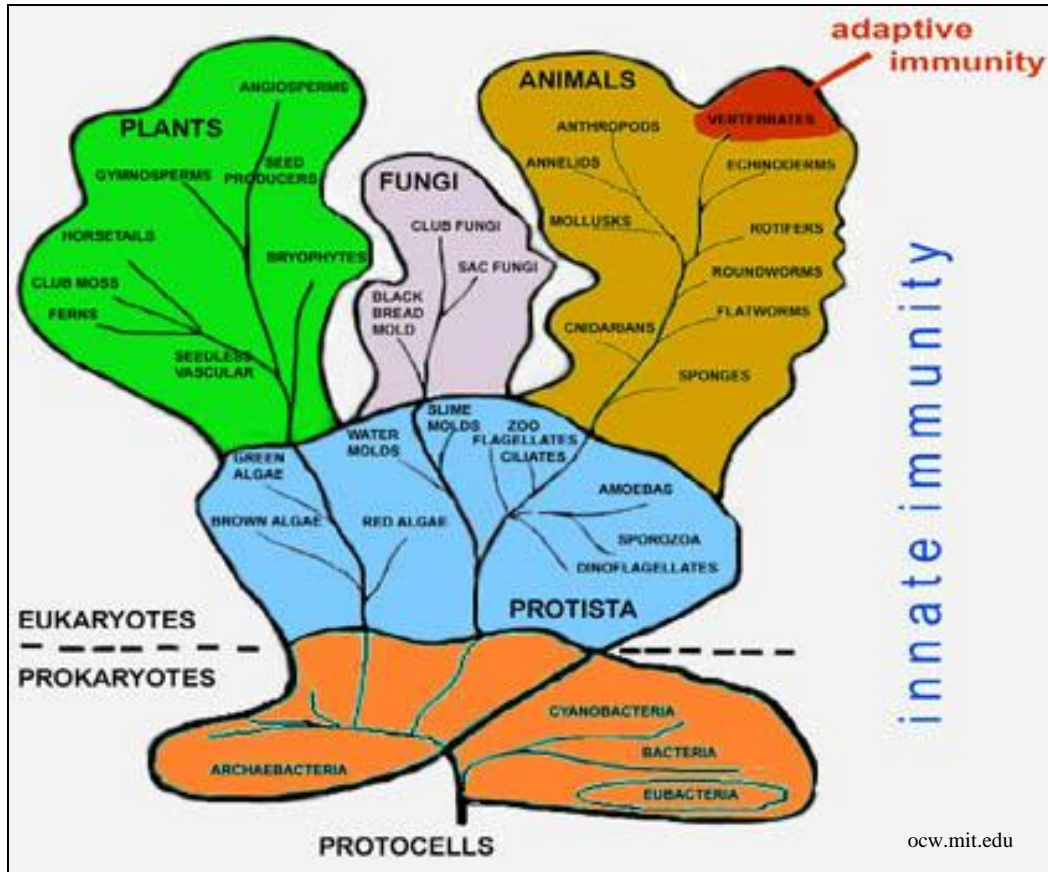 adaptive
immunity
ANIMALS
VERTEBRATES
ANTHROPODS
ECHINODERMS
ANNELIDS
MOLLUSKS
ROTIFERS
ROUNDWORMS
FLATWORMS
CNIDARIANS
SPONGES
PLANTS
ANGIOSPERMS
SEED
PRODUCERS
GYMNOSPERMS
HORSETAILS
BRYOPHYTES
CLUB MOSS
FERNS
SEEDLESS
VASCULAR
FUNGI
CLUB FUNGI
SAC FUNGI
BLACK
BREAD
MOLD
innate immunity
GREEN
ALGAE
WATER
MOLDS
SLIME
MOLDS
ZOO
FLAGELLATES
CILIATES
AMOEBAS
BROWN ALGAE
RED ALGAE
SPOROZOA
DINOFLAGELLATES
PROTISTA
EUKARYOTES
PROKARYOTES
CYANOBACTERIA
BACTERIA
ARCHAEBACTERIA
EUBACTERIA
PROTOCELLS
ocw.mit.edu